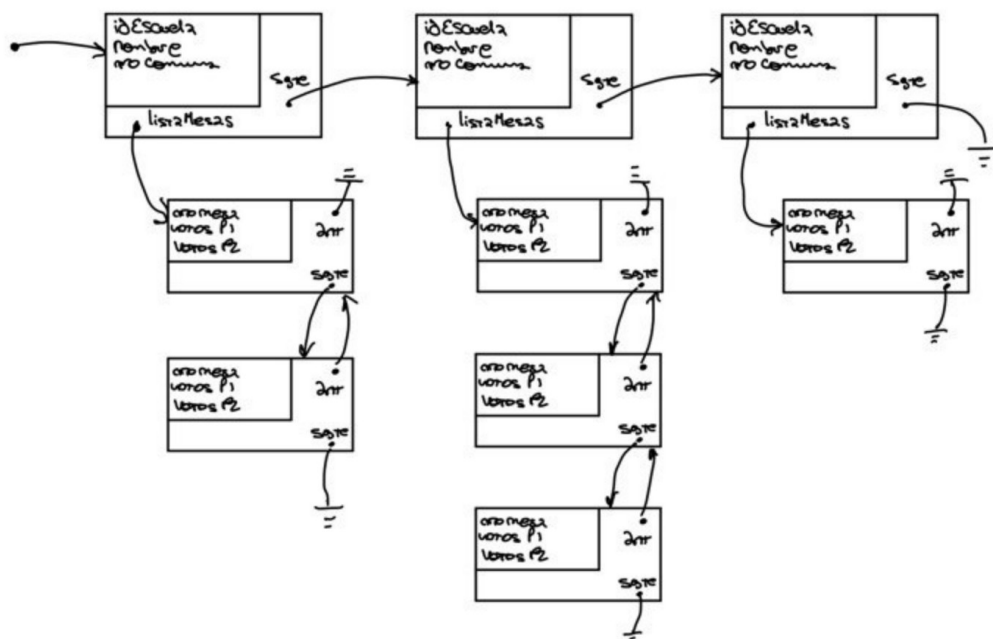 idEscuela
nombre
nroComuna
sgte
listaMesas
idEscuela
nombre
nroComuna
sgte
listaMesas
idEscuela
nombre
nroComuna
sgte
listaMesas
nromesa
votos P1
votos P2
ant
sgte
nromesa
votos P1
votos P2
ant
sgte
nromesa
votos P1
votos P2
ant
sgte
nromesa
votos P1
votos P2
ant
sgte
nromesa
votos P1
votos P2
ant
sgte
nromesa
votos P1
votos P2
ant
sgte